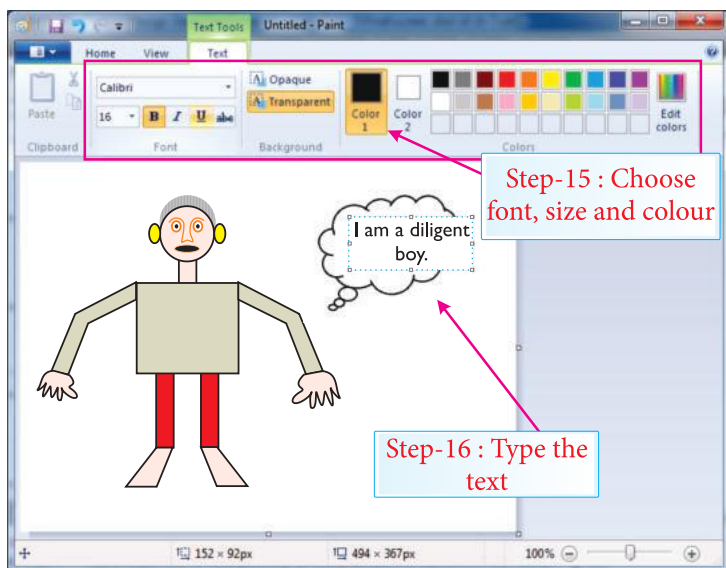 Text Tools
Untitled - Paint
Home View Text
Paste
Clipboard
Calibri
16 B I U abc
Font
Opaque
Transparent
Background
Color 1
Color 2
Edit colors
Colors
Step-15 : Choose
font, size and colour
I am a diligent
boy.
Step-16 : Type the
text
152 × 92px
494 × 367px
100%